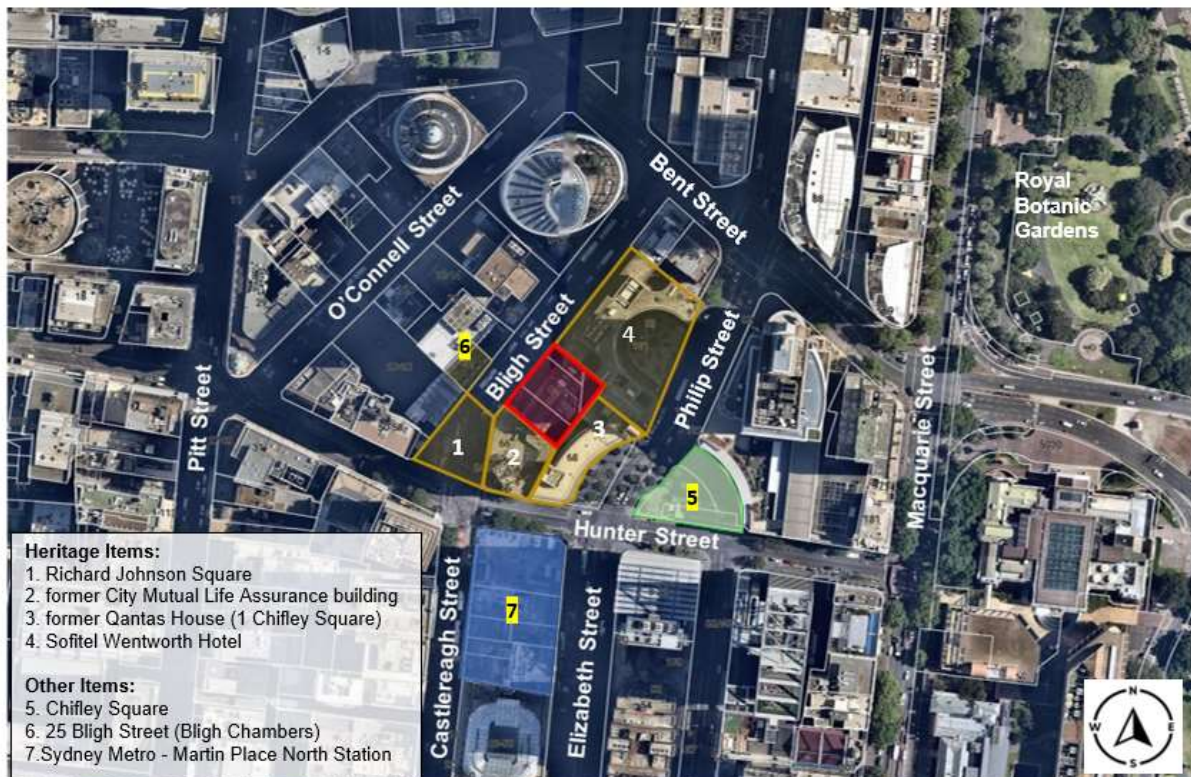 Royal
Botanic
Gardens
Bent Street
O'Connell Street
Bligh Street
Philip Street
Pitt Street
Macquarie Street
Hunter Street
Castlereagh Street
Elizabeth Street
1
2
3
4
5
6
7
Heritage Items:
1. Richard Johnson Square
2. former City Mutual Life Assurance building
3. former Qantas House (1 Chifley Square)
4. Sofitel Wentworth Hotel
Other Items:
5. Chifley Square
6. 25 Bligh Street (Bligh Chambers)
7.Sydney Metro - Martin Place North Station
N
W
E
S